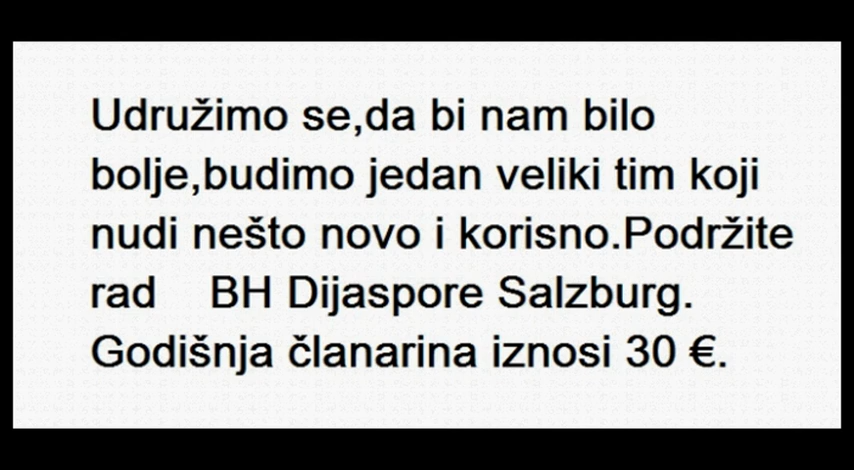 Udružimo se,da bi nam bilo
bolje,budimo jedan veliki tim koji
nudi nešto novo i korisno.Podržite
rad    BH Dijaspore Salzburg.
Godišnja članarina iznosi 30 €.